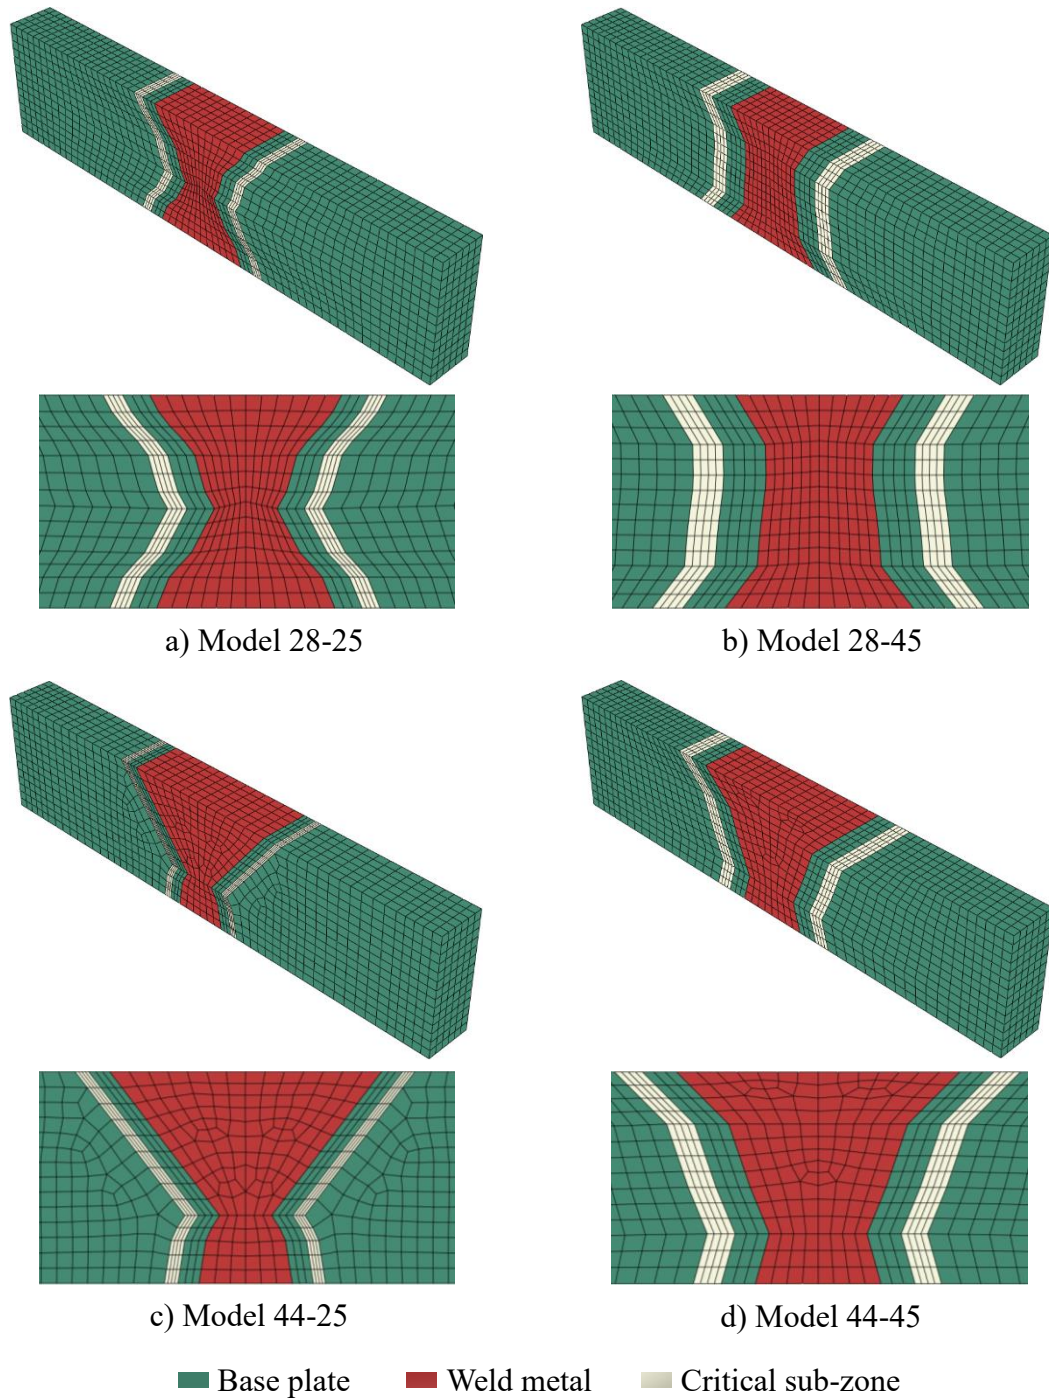 a) Model 28-25
b) Model 28-45
c) Model 44-25
d) Model 44-45
Base plate
Weld metal
Critical sub-zone